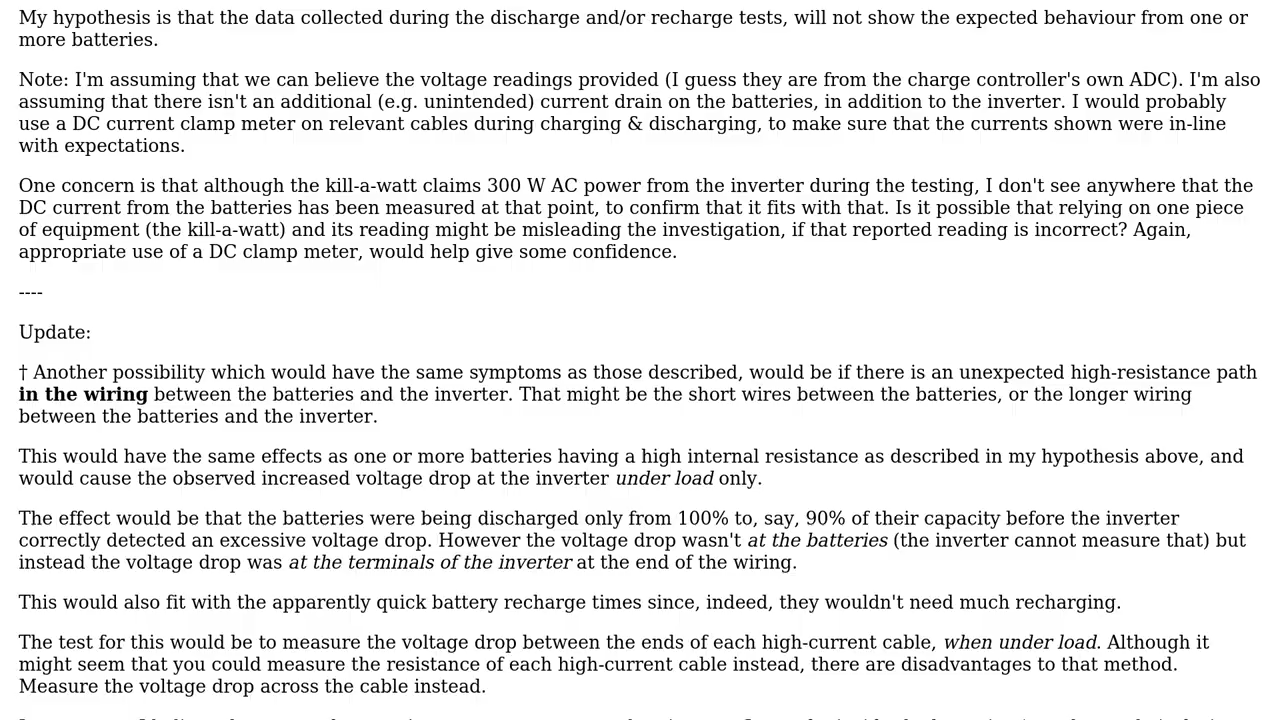 My hypothesis is that the data collected during the discharge and/or recharge tests, will not show the expected behaviour from one or
more batteries.
Note: I'm assuming that we can believe the voltage readings provided (I guess they are from the charge controller's own ADC). I'm also
assuming that there isn't an additional (e.g. unintended) current drain on the batteries, in addition to the inverter. I would probably
use a DC current clamp meter on relevant cables during charging & discharging, to make sure that the currents shown were in-line
with expectations.
One concern is that although the kill-a-watt claims 300 W AC power from the inverter during the testing, I don't see anywhere that the
DC current from the batteries has been measured at that point, to confirm that it fits with that. Is it possible that relying on one piece
of equipment (the kill-a-watt) and its reading might be misleading the investigation, if that reported reading is incorrect? Again,
appropriate use of a DC clamp meter, would help give some confidence.
----
Update:
† Another possibility which would have the same symptoms as those described, would be if there is an unexpected high-resistance path
in the wiring between the batteries and the inverter. That might be the short wires between the batteries, or the longer wiring
between the batteries and the inverter.
This would have the same effects as one or more batteries having a high internal resistance as described in my hypothesis above, and
would cause the observed increased voltage drop at the inverter under load only.
The effect would be that the batteries were being discharged only from 100% to, say, 90% of their capacity before the inverter
correctly detected an excessive voltage drop. However the voltage drop wasn't at the batteries (the inverter cannot measure that) but
instead the voltage drop was at the terminals of the inverter at the end of the wiring.
This would also fit with the apparently quick battery recharge times since, indeed, they wouldn't need much recharging.
The test for this would be to measure the voltage drop between the ends of each high-current cable, when under load. Although it
might seem that you could measure the resistance of each high-current cable instead, there are disadvantages to that method.
Measure the voltage drop across the cable instead.